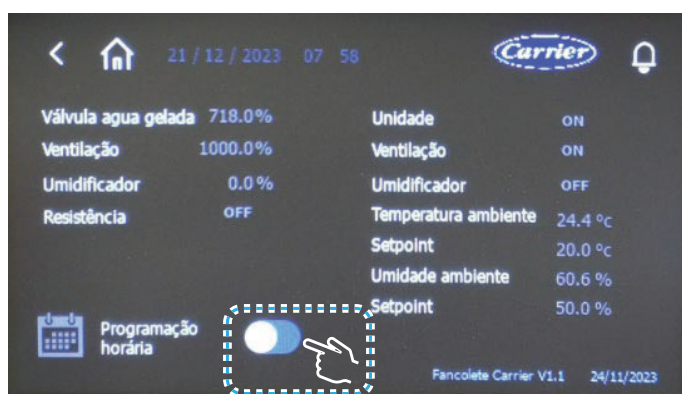 21 / 12 / 2023 07 58
Carrier
Válvula agua gelada 718.0%
Ventilação 1000.0%
Umidificador 0.0%
Resistência OFF
Unidade ON
Ventilação ON
Umidificador OFF
Temperatura ambiente 24.4 °c
Setpoint 20.0 °c
Umidade ambiente 60.6 %
Setpoint 50.0 %
Programação
horária
Fancolete Carrier V1.1 24/11/2023